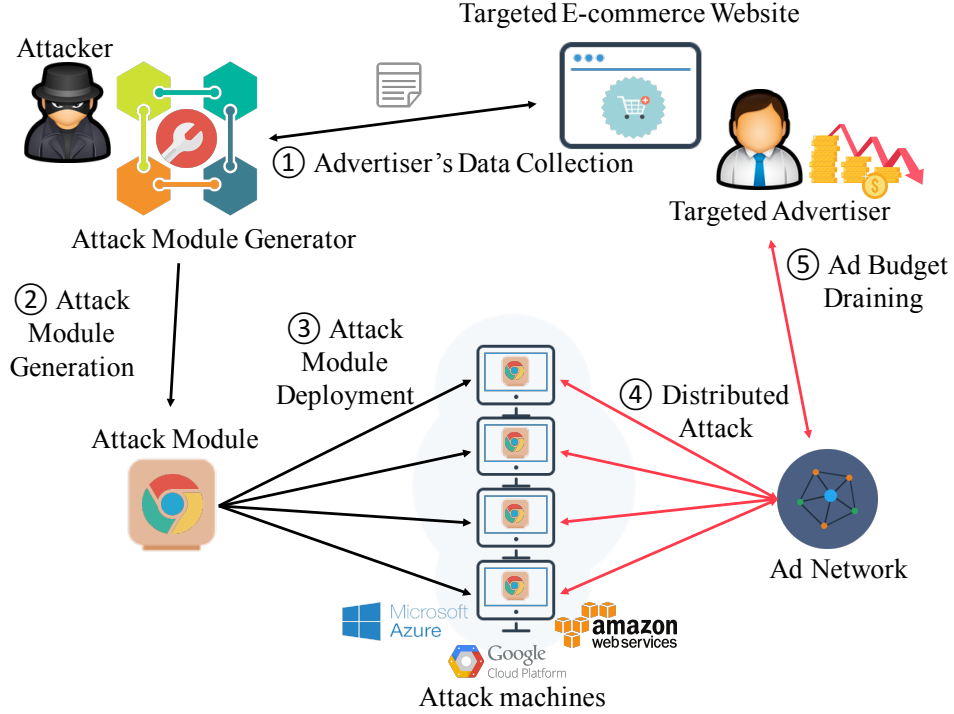 Targeted E-commerce Website
Attacker
① Advertiser's Data Collection
Attack Module Generator
Targeted Advertiser
② Attack
Module
Generation
③ Attack
Module
Deployment
⑤ Ad Budget
Draining
④ Distributed
Attack
Attack Module
Ad Network
Microsoft
Azure
amazon
webservices
Google
Cloud Platform
Attack machines